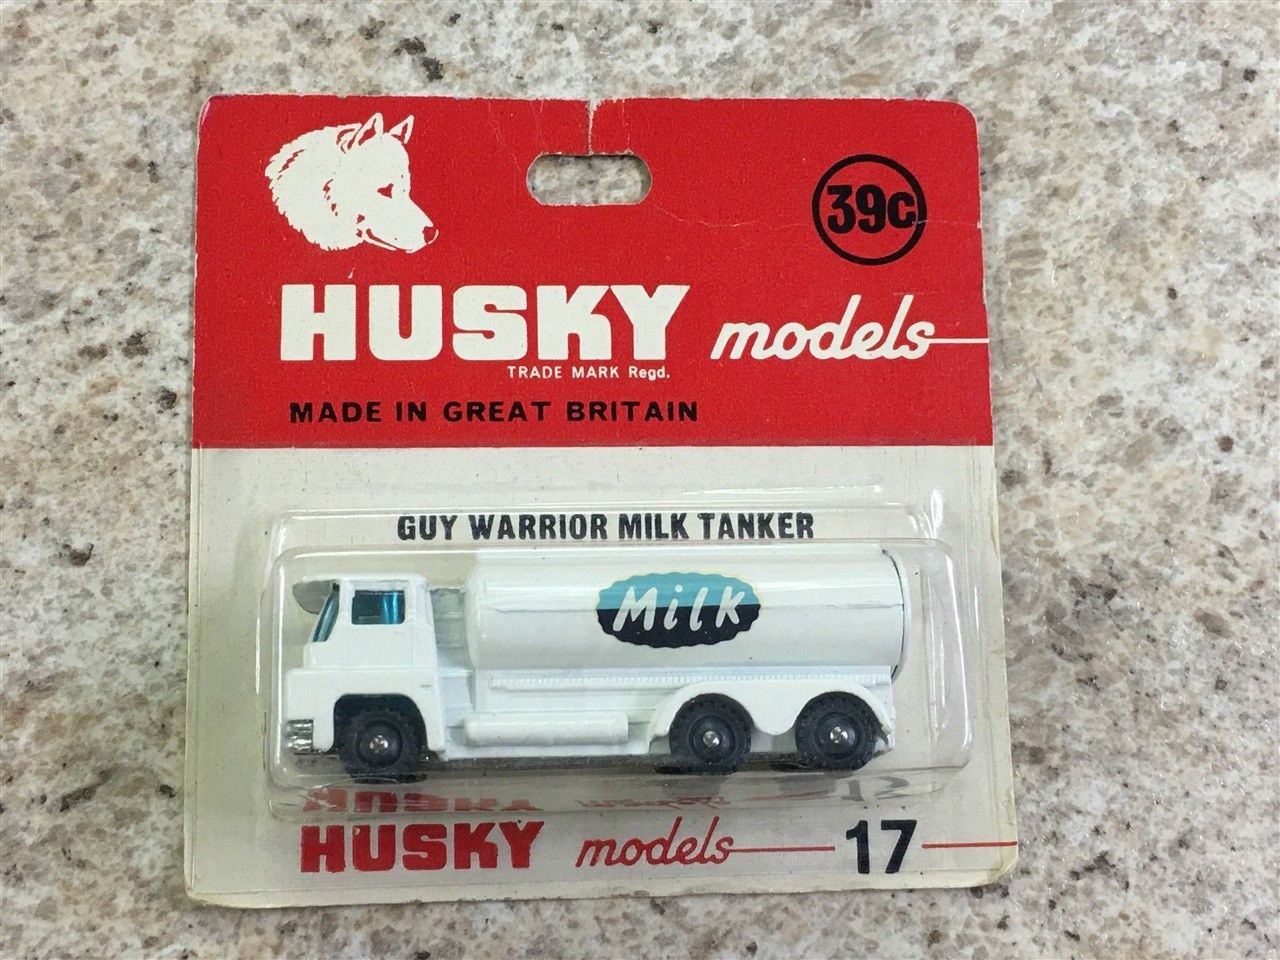 39c
HUSKY models
TRADE MARK Regd.
MADE IN GREAT BRITAIN
GUY WARRIOR MILK TANKER
Milk
HUSKY models 17